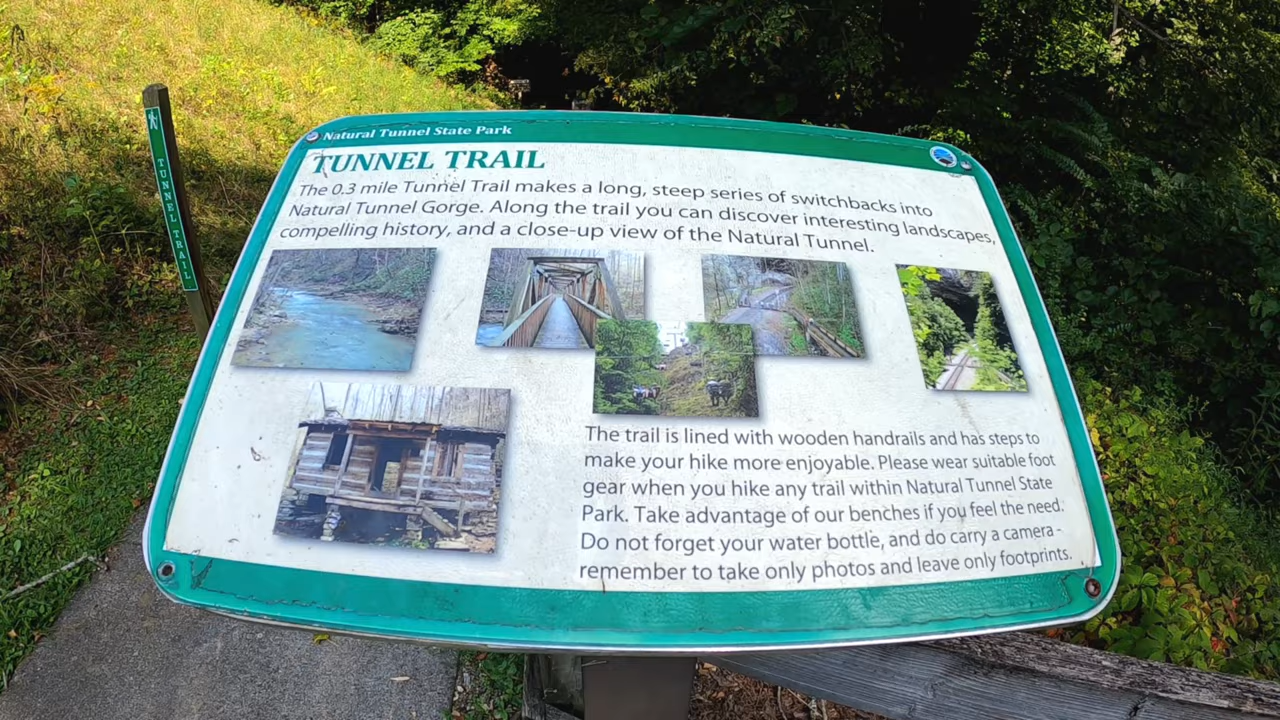 Natural Tunnel State Park
TUNNEL TRAIL
The 0.3 mile Tunnel Trail makes a long, steep series of switchbacks into
Natural Tunnel Gorge. Along the trail you can discover interesting landscapes,
compelling history, and a close-up view of the Natural Tunnel.
The trail is lined with wooden handrails and has steps to
make your hike more enjoyable. Please wear suitable foot
gear when you hike any trail within Natural Tunnel State
Park. Take advantage of our benches if you feel the need.
Do not forget your water bottle, and do carry a camera -
remember to take only photos and leave only footprints.
TUNNEL TRAIL